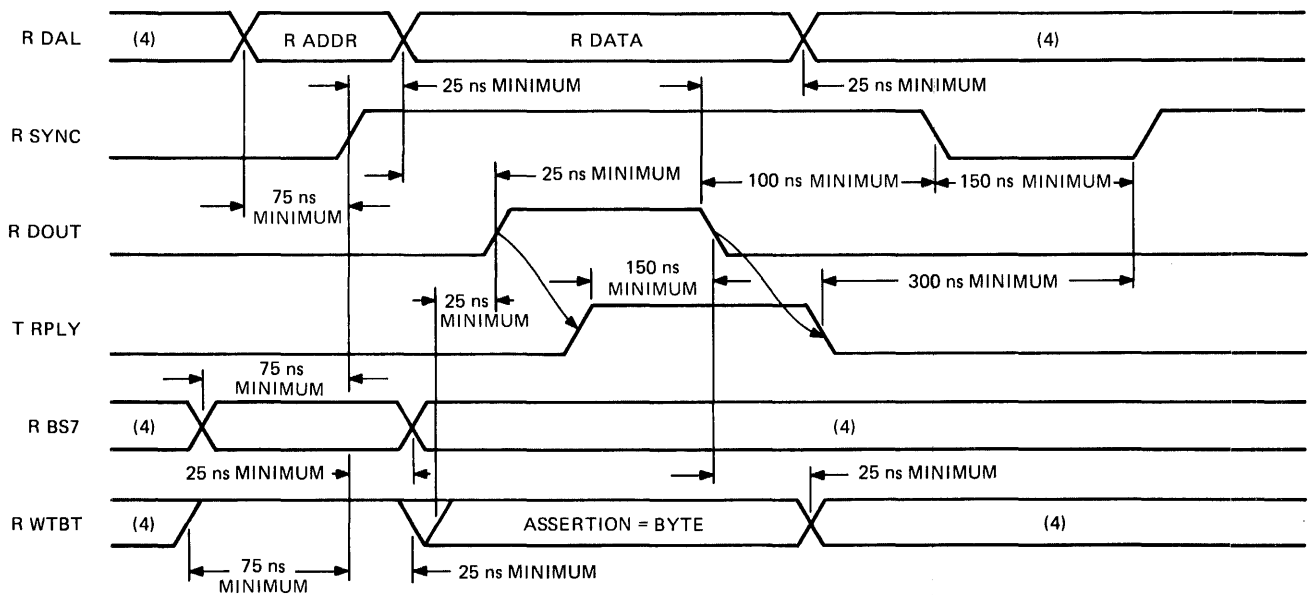 R DAL (4) R ADDR R DATA (4)
25 ns MINIMUM 25 ns MINIMUM
R SYNC
75 ns
MINIMUM
25 ns MINIMUM
100 ns MINIMUM 150 ns MINIMUM
R DOUT
150 ns
MINIMUM
300 ns MINIMUM
25 ns
MINIMUM
T RPLY
75 ns
MINIMUM
R BS7 (4) (4)
25 ns MINIMUM 25 ns MINIMUM
R WTBT (4) ASSERTION = BYTE (4)
75 ns
MINIMUM
25 ns MINIMUM